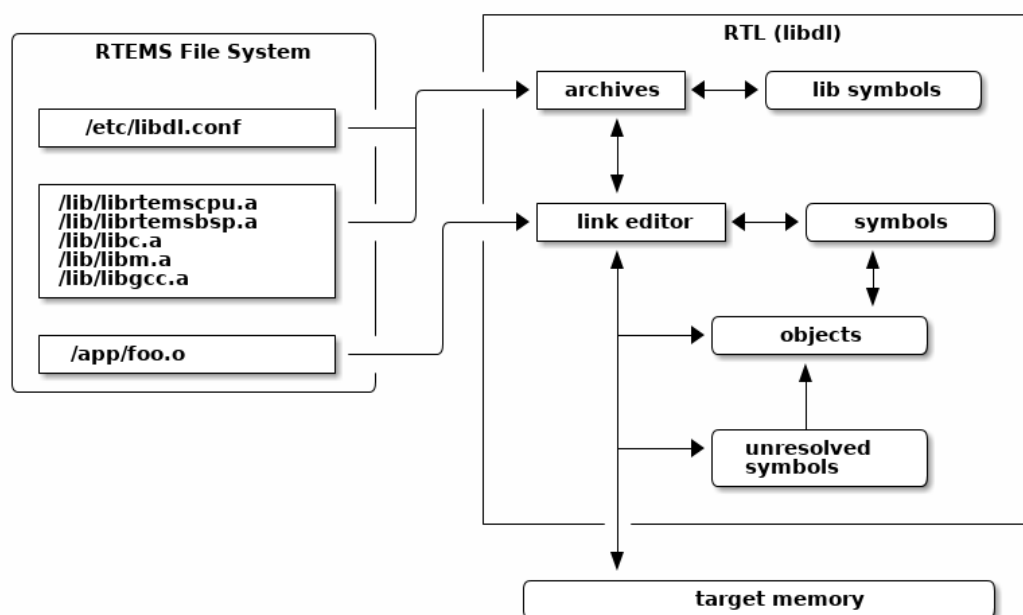 RTEMS File System
/etc/libdl.conf
/lib/librtemscpu.a
/lib/librtemsbsp.a
/lib/libc.a
/lib/libm.a
/lib/libgcc.a
/app/foo.o
RTL (libdl)
archives
lib symbols
link editor
symbols
objects
unresolved
symbols
target memory